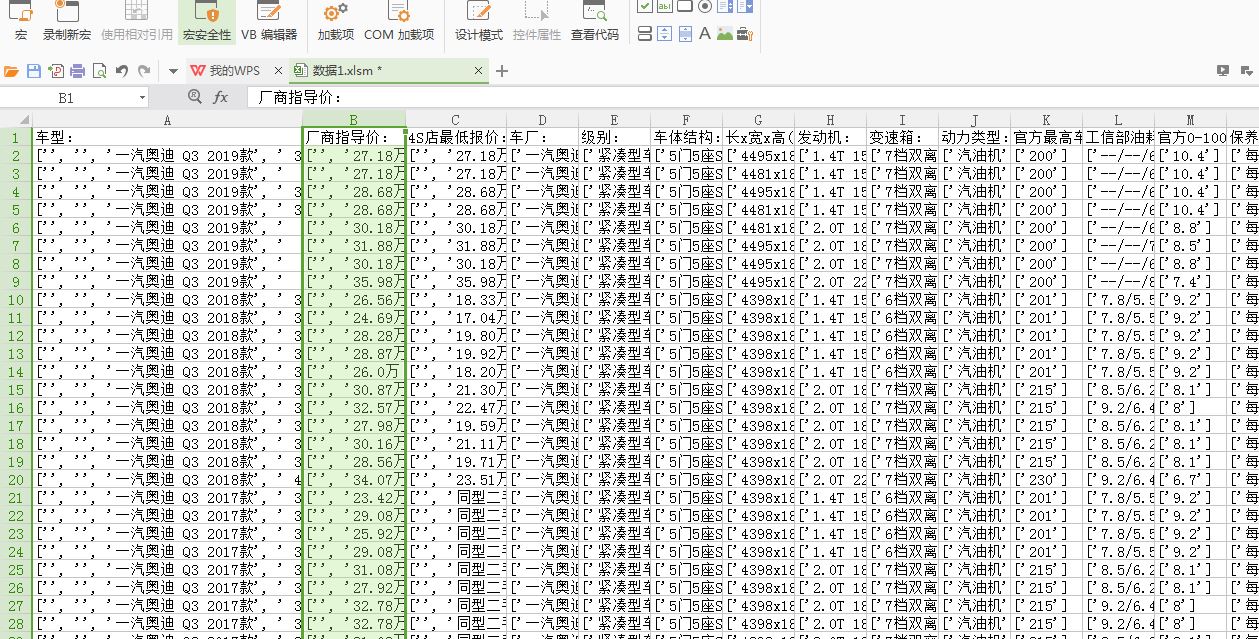 宏 录制新宏 使用相对引用 宏安全性 VB 编辑器 加载项 COM 加载项 设计模式 控件属性 查看代码
我的WPS 数据1.xlsm *
B1 fx 厂商指导价：
A B C D E F G H I J K L M
1 车型： 厂商指导价： 4S店最低报价： 车厂： 级别： 车体结构： 长x宽x高( 发动机： 变速箱： 动力类型： 官方最高车 工信部油耗 官方0-100 保养
2 ['', '', '一汽奥迪 Q3 2019款', ' 3 ['', '27.18万 ['', '27.18万 ['一汽奥迪 ['紧凑型车 ['5门5座S ['4495x18 ['1.4T 15 ['7档双离 ['汽油机' ['200'] ['--/--/6 ['10.4'] ['每
3 ['', '', '一汽奥迪 Q3 2019款', ' ['', '27.18万 ['', '27.18万 ['一汽奥迪 ['紧凑型车 ['5门5座S ['4481x18 ['1.4T 15 ['7档双离 ['汽油机' ['200'] ['--/--/6 ['10.4'] ['每
4 ['', '', '一汽奥迪 Q3 2019款', ' 3 ['', '28.68万 ['', '28.68万 ['一汽奥迪 ['紧凑型车 ['5门5座S ['4495x18 ['1.4T 15 ['7档双离 ['汽油机' ['200'] ['--/--/6 ['10.4'] ['每
5 ['', '', '一汽奥迪 Q3 2019款', ' 3 ['', '28.68万 ['', '28.68万 ['一汽奥迪 ['紧凑型车 ['5门5座S ['4481x18 ['1.4T 15 ['7档双离 ['汽油机' ['200'] ['--/--/6 ['10.4'] ['每
6 ['', '', '一汽奥迪 Q3 2019款', ' ['', '30.18万 ['', '30.18万 ['一汽奥迪 ['紧凑型车 ['5门5座S ['4481x18 ['2.0T 18 ['7档双离 ['汽油机' ['200'] ['--/--/6 ['8.8'] ['每
7 ['', '', '一汽奥迪 Q3 2019款', ' ['', '31.88万 ['', '31.88万 ['一汽奥迪 ['紧凑型车 ['5门5座S ['4495x18 ['2.0T 18 ['7档双离 ['汽油机' ['200'] ['--/--/7 ['8.5'] ['每
8 ['', '', '一汽奥迪 Q3 2019款', ' ['', '30.18万 ['', '30.18万 ['一汽奥迪 ['紧凑型车 ['5门5座S ['4495x18 ['2.0T 18 ['7档双离 ['汽油机' ['200'] ['--/--/6 ['8.8'] ['每
9 ['', '', '一汽奥迪 Q3 2019款', ' ['', '35.98万 ['', '35.98万 ['一汽奥迪 ['紧凑型车 ['5门5座S ['4495x18 ['2.0T 22 ['7档双离 ['汽油机' ['200'] ['--/--/7 ['7.4'] ['每
10 ['', '', '一汽奥迪 Q3 2018款', ' 3 ['', '26.56万 ['', '18.33万 ['一汽奥迪 ['紧凑型车 ['5门5座S ['4398x18 ['1.4T 15 ['6档双离 ['汽油机' ['201'] ['7.8/5.5 ['9.2'] ['每
11 ['', '', '一汽奥迪 Q3 2018款', ' 3 ['', '24.69万 ['', '17.04万 ['一汽奥迪 ['紧凑型车 ['5门5座S ['4398x18 ['1.4T 15 ['6档双离 ['汽油机' ['201'] ['7.8/5.5 ['9.2'] ['每
12 ['', '', '一汽奥迪 Q3 2018款', ' 3 ['', '28.28万 ['', '19.80万 ['一汽奥迪 ['紧凑型车 ['5门5座S ['4398x18 ['1.4T 15 ['6档双离 ['汽油机' ['201'] ['7.8/5.5 ['9.2'] ['每
13 ['', '', '一汽奥迪 Q3 2018款', ' 3 ['', '28.87万 ['', '19.92万 ['一汽奥迪 ['紧凑型车 ['5门5座S ['4398x18 ['1.4T 15 ['6档双离 ['汽油机' ['201'] ['7.8/5.5 ['9.2'] ['每
14 ['', '', '一汽奥迪 Q3 2018款', ' 3 ['', '26.0万 ['', '18.20万 ['一汽奥迪 ['紧凑型车 ['5门5座S ['4398x18 ['1.4T 15 ['6档双离 ['汽油机' ['201'] ['7.8/5.5 ['9.2'] ['每
15 ['', '', '一汽奥迪 Q3 2018款', ' 3 ['', '30.87万 ['', '21.30万 ['一汽奥迪 ['紧凑型车 ['5门5座S ['4398x18 ['2.0T 18 ['7档双离 ['汽油机' ['215'] ['8.5/6.2 ['8.1'] ['每
16 ['', '', '一汽奥迪 Q3 2018款', ' 3 ['', '32.57万 ['', '22.47万 ['一汽奥迪 ['紧凑型车 ['5门5座S ['4398x18 ['2.0T 18 ['7档双离 ['汽油机' ['215'] ['9.2/6.4 ['8'] ['每
17 ['', '', '一汽奥迪 Q3 2018款', ' 3 ['', '27.98万 ['', '19.59万 ['一汽奥迪 ['紧凑型车 ['5门5座S ['4398x18 ['2.0T 18 ['7档双离 ['汽油机' ['215'] ['8.5/6.2 ['8.1'] ['每
18 ['', '', '一汽奥迪 Q3 2018款', ' 3 ['', '30.16万 ['', '21.11万 ['一汽奥迪 ['紧凑型车 ['5门5座S ['4398x18 ['2.0T 18 ['7档双离 ['汽油机' ['215'] ['8.5/6.2 ['8.1'] ['每
19 ['', '', '一汽奥迪 Q3 2018款', ' 3 ['', '28.56万 ['', '19.71万 ['一汽奥迪 ['紧凑型车 ['5门5座S ['4398x18 ['2.0T 18 ['7档双离 ['汽油机' ['215'] ['8.5/6.2 ['8.1'] ['每
20 ['', '', '一汽奥迪 Q3 2018款', ' 4 ['', '34.07万 ['', '23.51万 ['一汽奥迪 ['紧凑型车 ['5门5座S ['4398x18 ['2.0T 22 ['7档双离 ['汽油机' ['230'] ['9.2/6.4 ['6.7'] ['每
21 ['', '', '一汽奥迪 Q3 2017款', ' 3 ['', '23.42万 ['', '同型二手 ['一汽奥迪 ['紧凑型车 ['5门5座S ['4398x18 ['1.4T 15 ['6档双离 ['汽油机' ['201'] ['7.8/5.5 ['9.2'] ['每
22 ['', '', '一汽奥迪 Q3 2017款', ' 3 ['', '29.08万 ['', '同型二手 ['一汽奥迪 ['紧凑型车 ['5门5座S ['4398x18 ['1.4T 15 ['6档双离 ['汽油机' ['201'] ['7.8/5.5 ['9.2'] ['每
23 ['', '', '一汽奥迪 Q3 2017款', ' 3 ['', '25.92万 ['', '同型二手 ['一汽奥迪 ['紧凑型车 ['5门5座S ['4398x18 ['1.4T 15 ['6档双离 ['汽油机' ['201'] ['7.8/5.5 ['9.2'] ['每
24 ['', '', '一汽奥迪 Q3 2017款', ' 3 ['', '29.08万 ['', '同型二手 ['一汽奥迪 ['紧凑型车 ['5门5座S ['4398x18 ['1.4T 15 ['6档双离 ['汽油机' ['201'] ['7.8/5.5 ['9.2'] ['每
25 ['', '', '一汽奥迪 Q3 2017款', ' 3 ['', '31.08万 ['', '同型二手 ['一汽奥迪 ['紧凑型车 ['5门5座S ['4398x18 ['2.0T 18 ['7档双离 ['汽油机' ['215'] ['8.5/6.2 ['8.1'] ['每
26 ['', '', '一汽奥迪 Q3 2017款', ' 3 ['', '27.92万 ['', '同型二手 ['一汽奥迪 ['紧凑型车 ['5门5座S ['4398x18 ['2.0T 18 ['7档双离 ['汽油机' ['215'] ['8.5/6.2 ['8.1'] ['每
27 ['', '', '一汽奥迪 Q3 2017款', ' 3 ['', '32.78万 ['', '同型二手 ['一汽奥迪 ['紧凑型车 ['5门5座S ['4398x18 ['2.0T 18 ['7档双离 ['汽油机' ['215'] ['9.2/6.4 ['8'] ['每
28 ['', '', '一汽奥迪 Q3 2017款', ' 3 ['', '32.78万 ['', '同型二手 ['一汽奥迪 ['紧凑型车 ['5门5座S ['4398x18 ['2.0T 18 ['7档双离 ['汽油机' ['215'] ['9.2/6.4 ['8'] ['每